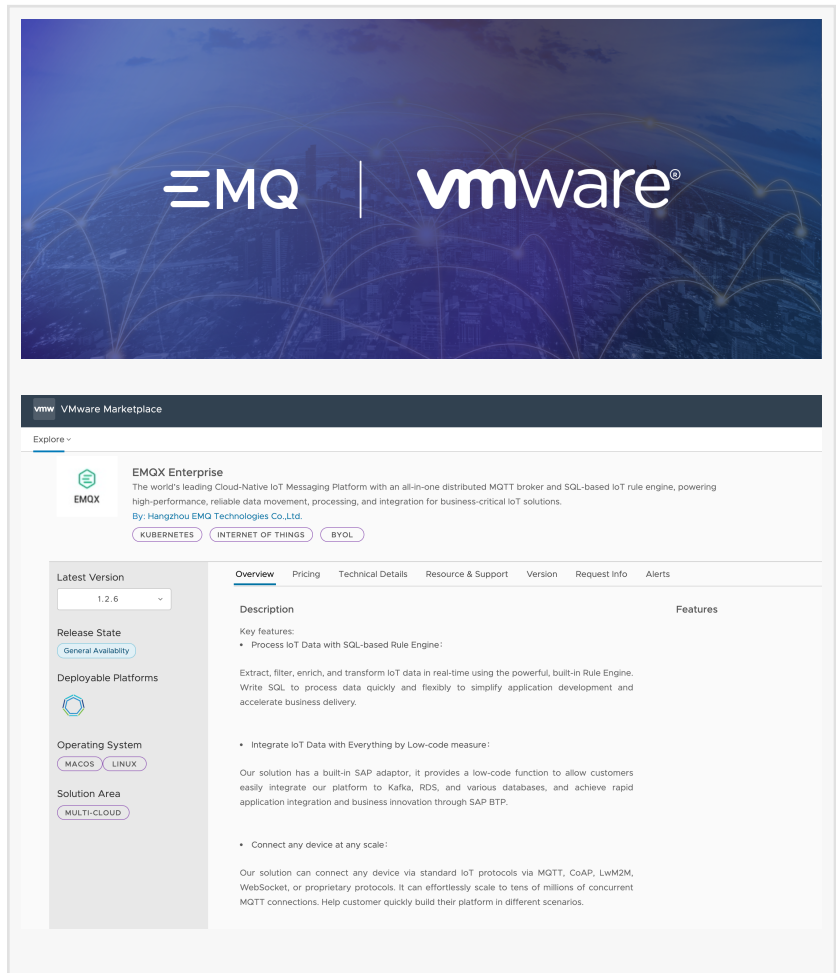 EMQ
vmware®
vmw VMware Marketplace
Explore
EMQX
EMQX Enterprise
The world's leading Cloud-Native IoT Messaging Platform with an all-in-one distributed MQTT broker and SQL-based IoT rule engine, powering
high-performance, reliable data movement, processing, and integration for business-critical IoT solutions.
By: Hangzhou EMQ Technologies Co.,Ltd.
KUBERNETES INTERNET OF THINGS BYOL
Latest Version
1.2.6
Release State
General Availablity
Deployable Platforms
Operating System
MACOS LINUX
Solution Area
MULTI-CLOUD
Overview Pricing Technical Details Resource & Support Version Request Info Alerts
Description
Features
Key features:
• Process IoT Data with SQL-based Rule Engine：
Extract, filter, enrich, and transform IoT data in real-time using the powerful, built-in Rule Engine.
Write SQL to process data quickly and flexibly to simplify application development and
accelerate business delivery.
• Integrate IoT Data with Everything by Low-code measure：
Our solution has a built-in SAP adaptor, it provides a low-code function to allow customers
easily integrate our platform to Kafka, RDS, and various databases, and achieve rapid
application integration and business innovation through SAP BTP.
• Connect any device at any scale：
Our solution can connect any device via standard IoT protocols via MQTT, CoAP, LwM2M,
WebSocket, or proprietary protocols. It can effortlessly scale to tens of millions of concurrent
MQTT connections. Help customer quickly build their platform in different scenarios.